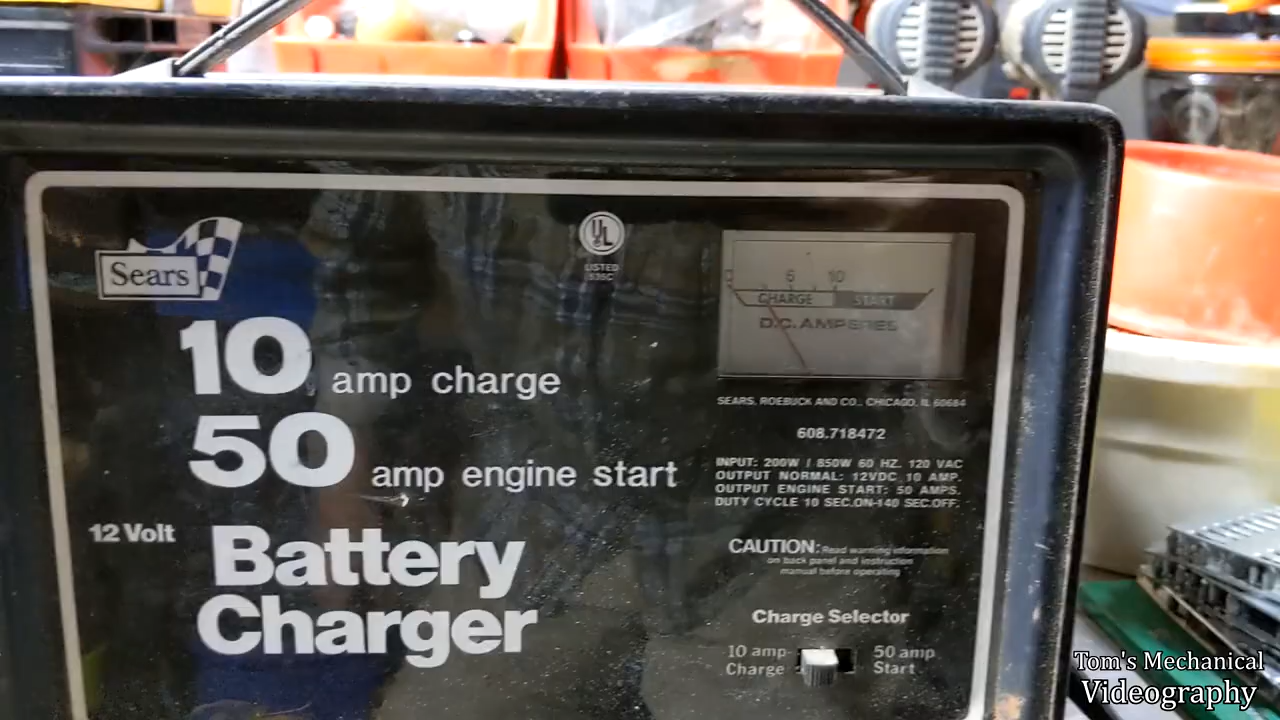 Sears
UL
LISTED
10 amp charge
50 amp engine start
12 Volt
Battery
Charger
0 6 10
CHARGE START
D.C. AMPERES
SEARS, ROEBUCK AND CO., CHICAGO, IL 60684
608.718472
INPUT: 200W / 850W 60 HZ. 120 VAC
OUTPUT NORMAL: 12VDC 10 AMP.
OUTPUT ENGINE START: 50 AMPS.
DUTY CYCLE 10 SEC.ON-140 SEC.OFF.
CAUTION: Read warning information
on back panel and instruction
manual before operating
Charge Selector
10 amp
Charge
50 amp
Start
Tom's Mechanical
Videography